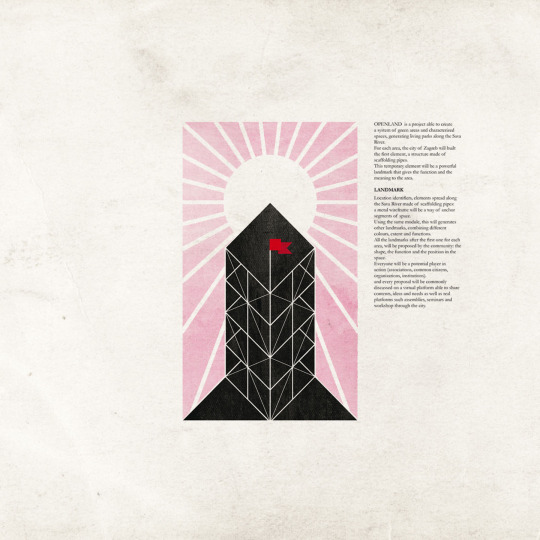 OPENLAND is a project able to create
a system of green areas and characterized
spaces, generating living parks along the Sava
River.
For each area, the city of Zagreb will built
the first element, a structure made of
scaffolding pipes.
This temporary element will be a powerful
landmark that gives the function and the
meaning to the area.
LANDMARK
Location identifiers, elements spread along
the Sava River made of scaffolding pipes:
a mend wireframe will be a way of anchor
segments of space.
Using the same module, this will generates
other landmarks, combining different
colours, extent and functions.
All the landmarks after the first one for each
area, will be proposed by the community: the
shape, the function and the position in the
space.
Everyone will be a potential player in
action (associations, common citizens,
organizations, institutions).
and every proposal will be commonly
discussed on a virtual platform able to share
contents, ideas and needs as well as real
platforms such assemblies, seminars and
workshop through the city.